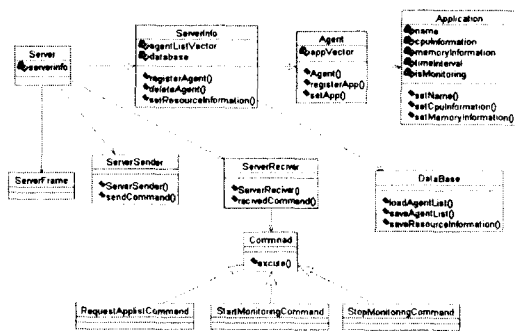 Server
serverinfo
ServerInfo
agentListVector
database
registerAgent()
deleteAgent()
setResourceInformation()
Agent
appVector
Agent()
registerApp()
setApp()
Application
name
cpuInformation
memoryInformation
timeInterval
isMonitoring
setName()
setCpuInformation()
setMemoryInformation()
ServerFrame
ServerSender
ServerSender()
sendCommand()
ServerReciver
ServerReciver()
recivedCommand()
DataBase
loadAgentList()
saveAgentList()
saveResourceInformation()
Commnad
excuse()
RequestApplistCommand
StartMonitoringCommand
StopMonitoringCommand